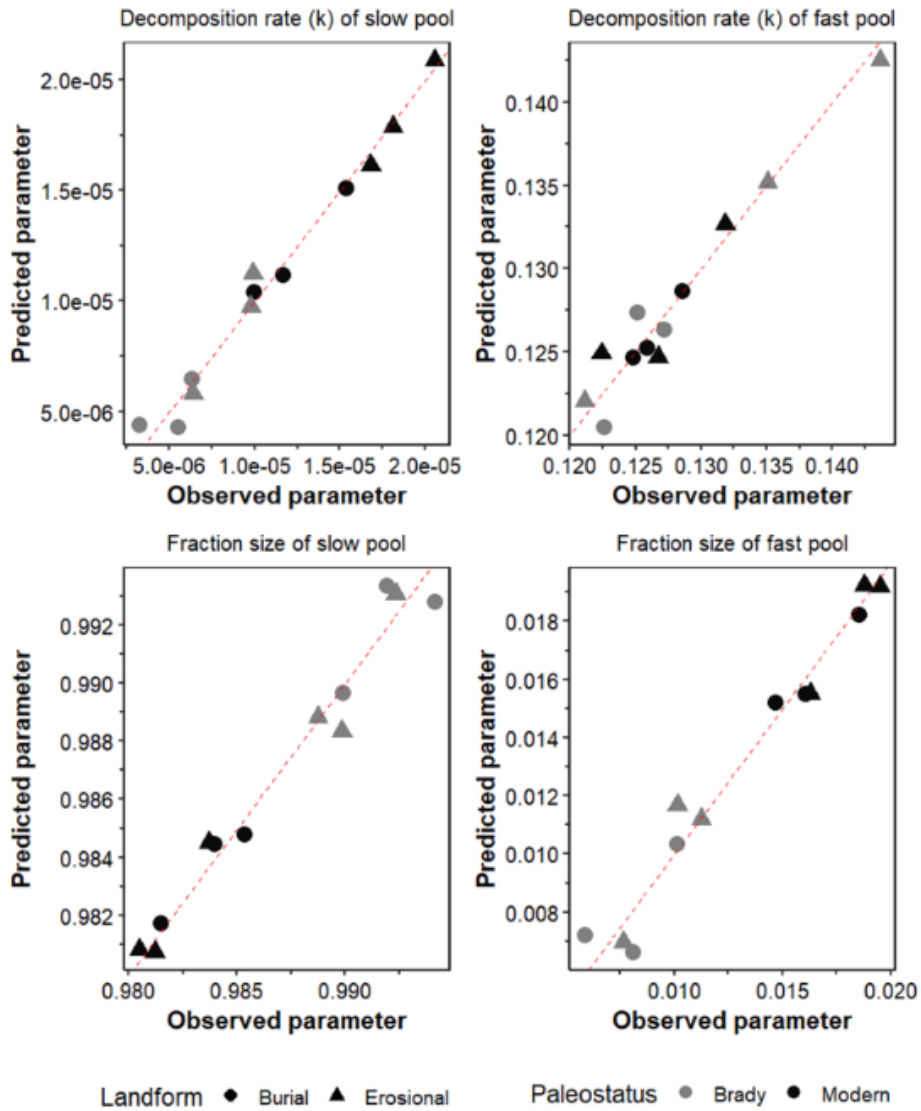 Decomposition rate (k) of slow pool
Predicted parameter
2.0e-05
1.5e-05
1.0e-05
5.0e-06
5.0e-06 1.0e-05 1.5e-05 2.0e-05
Observed parameter
Decomposition rate (k) of fast pool
Predicted parameter
0.140
0.135
0.130
0.125
0.120
0.120 0.125 0.130 0.135 0.140
Observed parameter
Fraction size of slow pool
Predicted parameter
0.992
0.990
0.988
0.986
0.984
0.982
0.980 0.985 0.990
Observed parameter
Fraction size of fast pool
Predicted parameter
0.018
0.016
0.014
0.012
0.010
0.008
0.010 0.015 0.020
Observed parameter
Landform Burial Erosional
Paleostatus Brady Modern